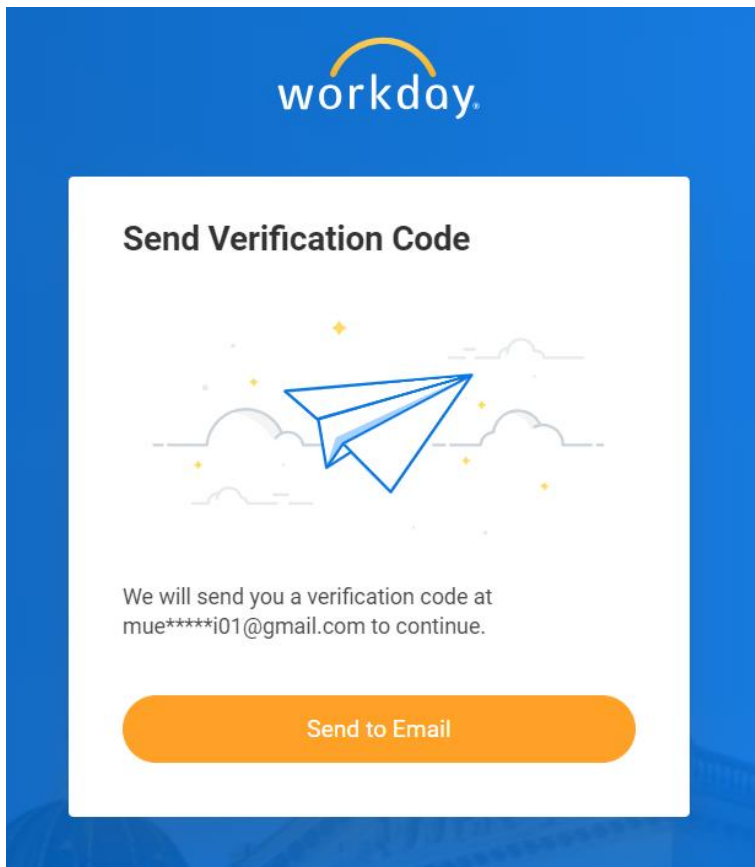 workday.
Send Verification Code
We will send you a verification code at
mue*****i01@gmail.com to continue.
Send to Email